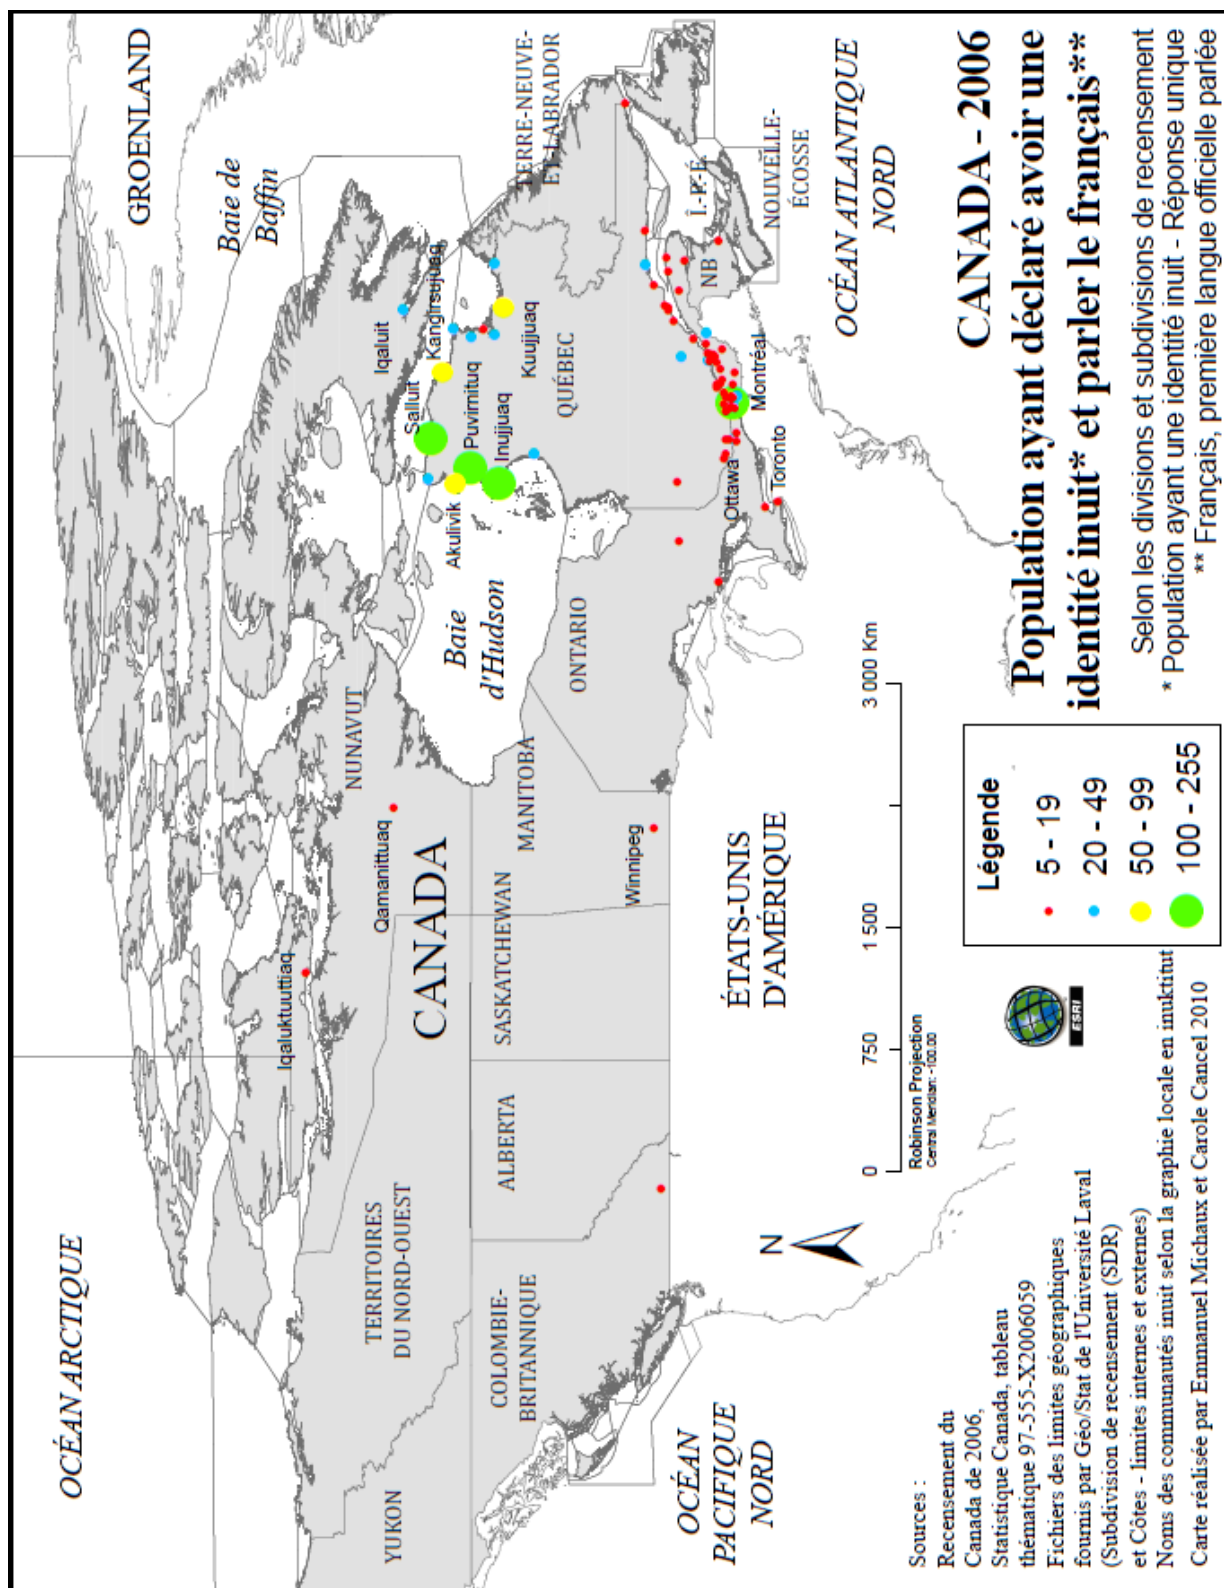 OCÉAN ARCTIQUE
GROENLAND
Baie de
Baffin
YUKON
TERRITOIRES
DU NORD-OUEST
NUNAVUT
Iqaluktuuttiaq
Qamanittuaq
CANADA
Iqaluit
Kangirsujuaq
Salluit
Puvirnituq
Inujjuaq
Akulivik
Kuujjuaq
Baie
d'Hudson
TERRE-NEUVE-
ET-LABRADOR
COLOMBIE-
BRITANNIQUE
ALBERTA
SASKATCHEWAN
MANITOBA
ONTARIO
QUÉBEC
Winnipeg
Ottawa
Toronto
Montréal
NB
Î.-P.-É.
NOUVELLE-
ÉCOSSE
OCÉAN
PACIFIQUE
NORD
ÉTATS-UNIS
D'AMÉRIQUE
OCÉAN ATLANTIQUE
NORD
N
0 750 1 500 3 000 Km
Robinson Projection
Central Meridian: -100.00
ESRI
Sources :
Recensement du
Canada de 2006,
Statistique Canada, tableau
thématique 97-555-X2006059
Fichiers des limites géographiques
fournis par Géo/Stat de l'Université Laval
(Subdivision de recensement (SDR)
et Côtes - limites internes et externes)
Noms des communautés inuit selon la graphie locale en inuktitut
Carte réalisée par Emmanuel Michaux et Carole Cancel 2010
Légende
5 - 19
20 - 49
50 - 99
100 - 255
CANADA - 2006
Population ayant déclaré avoir une
identité inuit* et parler le français**
Selon les divisions et subdivisions de recensement
* Population ayant une identité inuit - Réponse unique
** Français, première langue officielle parlée